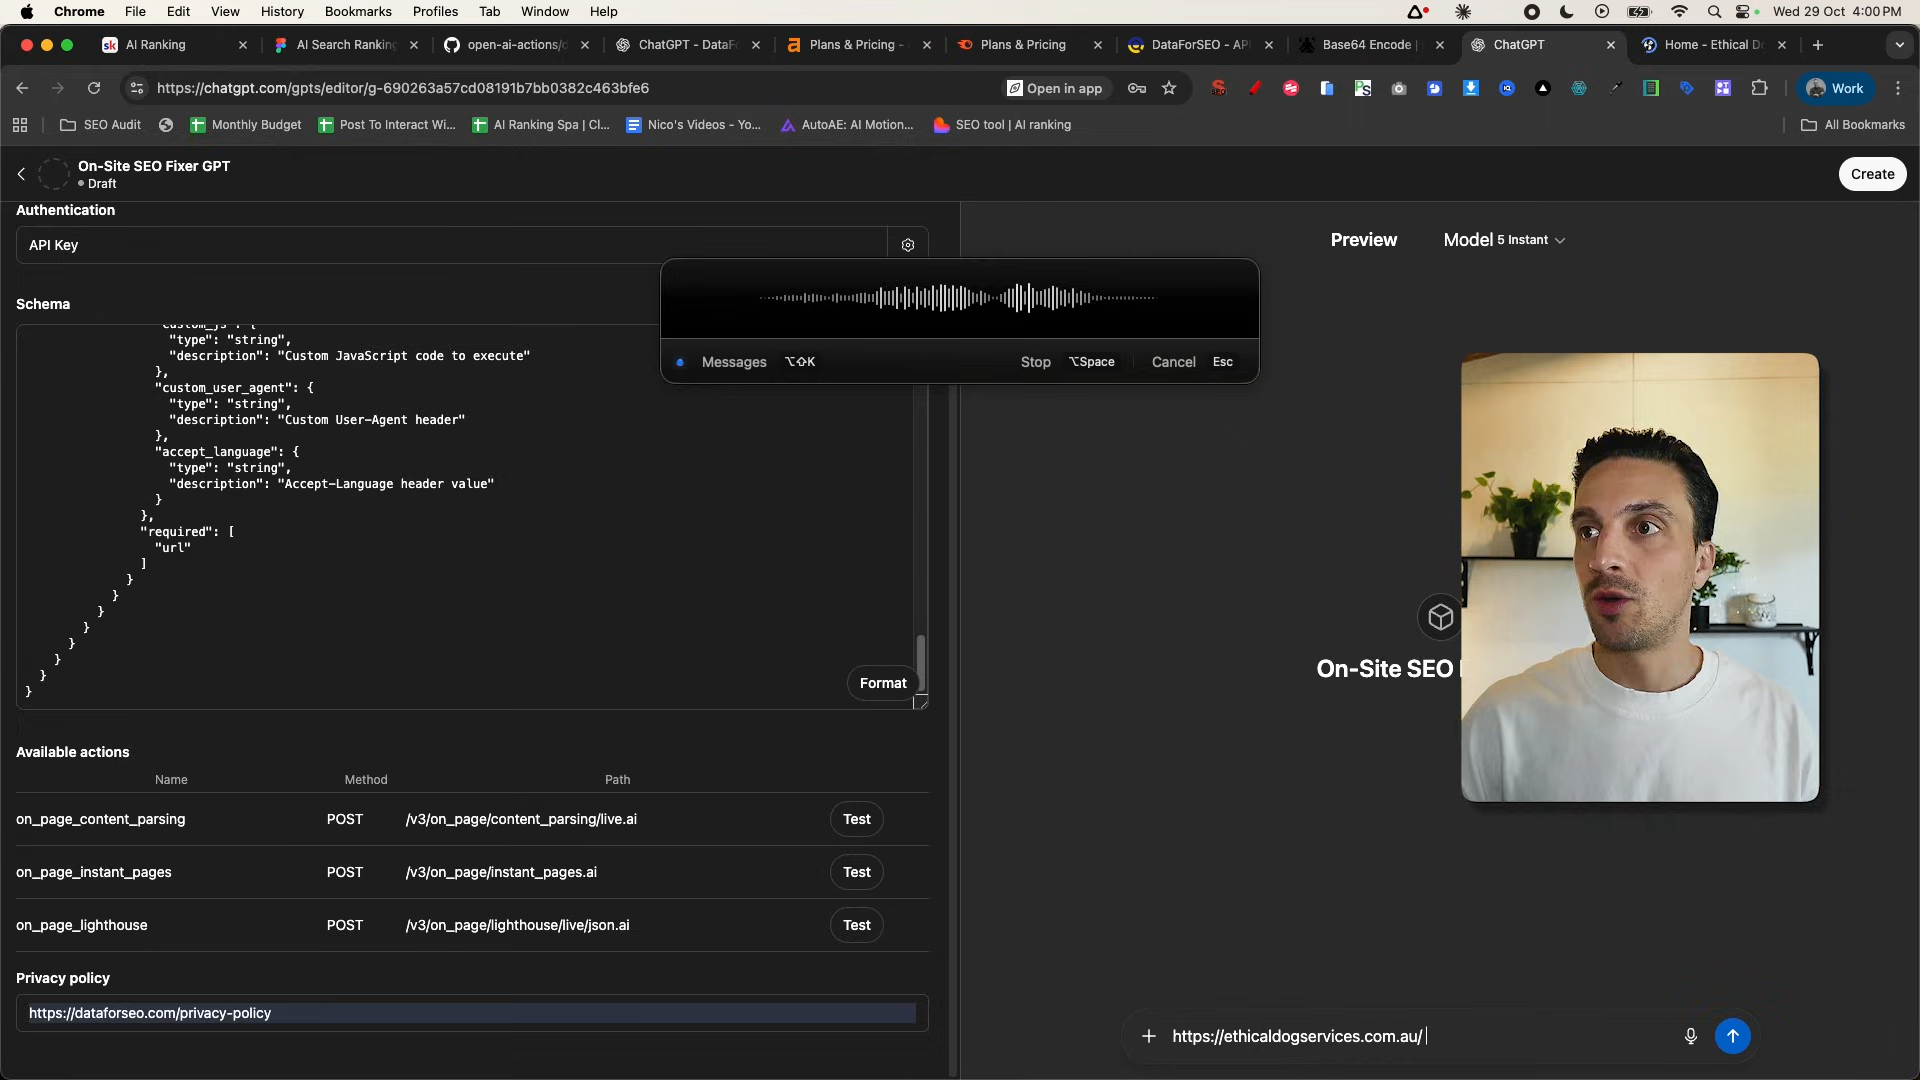 Chrome File Edit View History Bookmarks Profiles Tab Window Help
Wed 29 Oct 4:00 PM
AI Ranking
AI Search Ranking
open-ai-actions/
ChatGPT - DataFo
Plans & Pricing -
Plans & Pricing
DataForSEO - API
Base64 Encode
ChatGPT
Home - Ethical D
https://chatgpt.com/gpts/editor/g-690263a57cd08191b7bb0382c463bfe6
Open in app
Work
SEO Audit
Monthly Budget
Post To Interact Wi...
AI Ranking Spa | Cl...
Nico's Videos - Yo...
AutoAE: AI Motion...
SEO tool | AI ranking
All Bookmarks
On-Site SEO Fixer GPT
Draft
Create
Authentication
API Key
Preview
Model 5 Instant
Schema
Messages ⌥⇧K
Stop ⌥Space
Cancel Esc
"custom_js": {
"type": "string",
"description": "Custom JavaScript code to execute"
},
"custom_user_agent": {
"type": "string",
"description": "Custom User-Agent header"
},
"accept_language": {
"type": "string",
"description": "Accept-Language header value"
}
},
"required": [
"url"
]
}
}
}
}
}
}
}
}
Format
On-Site SEO
Available actions
Name Method Path
on_page_content_parsing POST /v3/on_page/content_parsing/live.ai Test
on_page_instant_pages POST /v3/on_page/instant_pages.ai Test
on_page_lighthouse POST /v3/on_page/lighthouse/live/json.ai Test
Privacy policy
https://dataforseo.com/privacy-policy
https://ethicaldogservices.com.au/